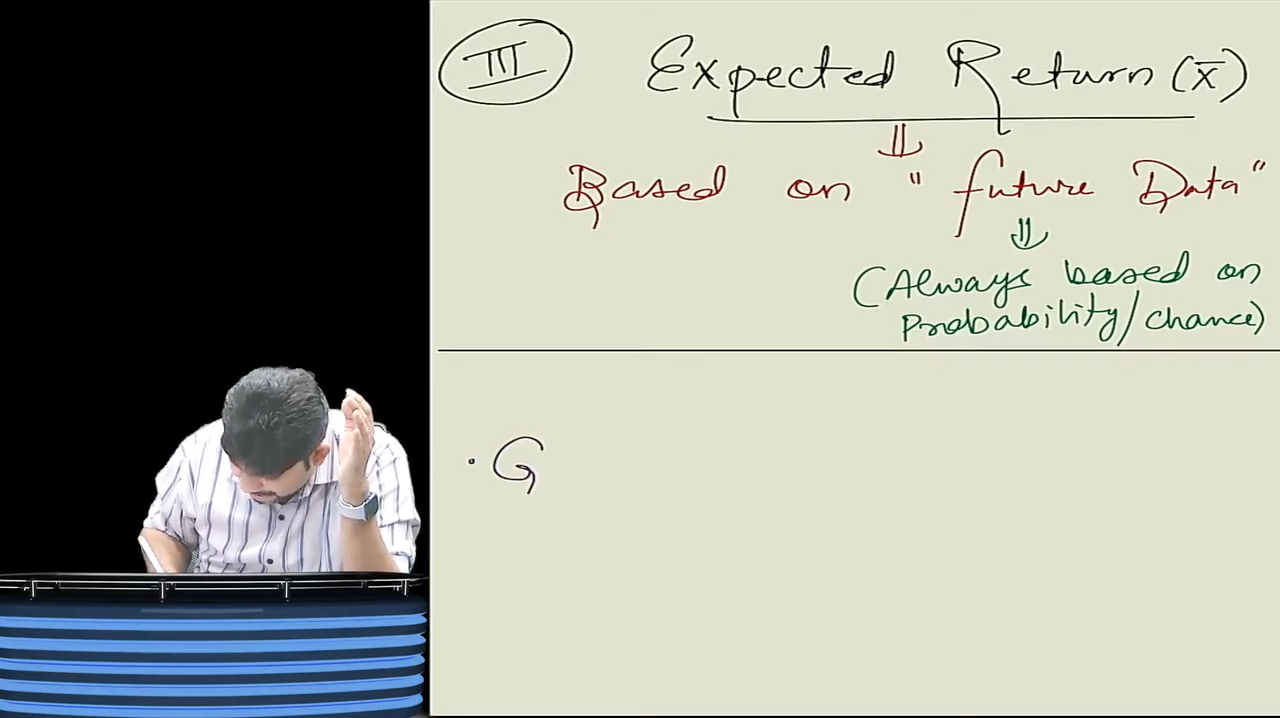 III Expected Return (x̄)
⇓
Based on "future Data"
⇓
(Always based on
Probability/chance)
· G